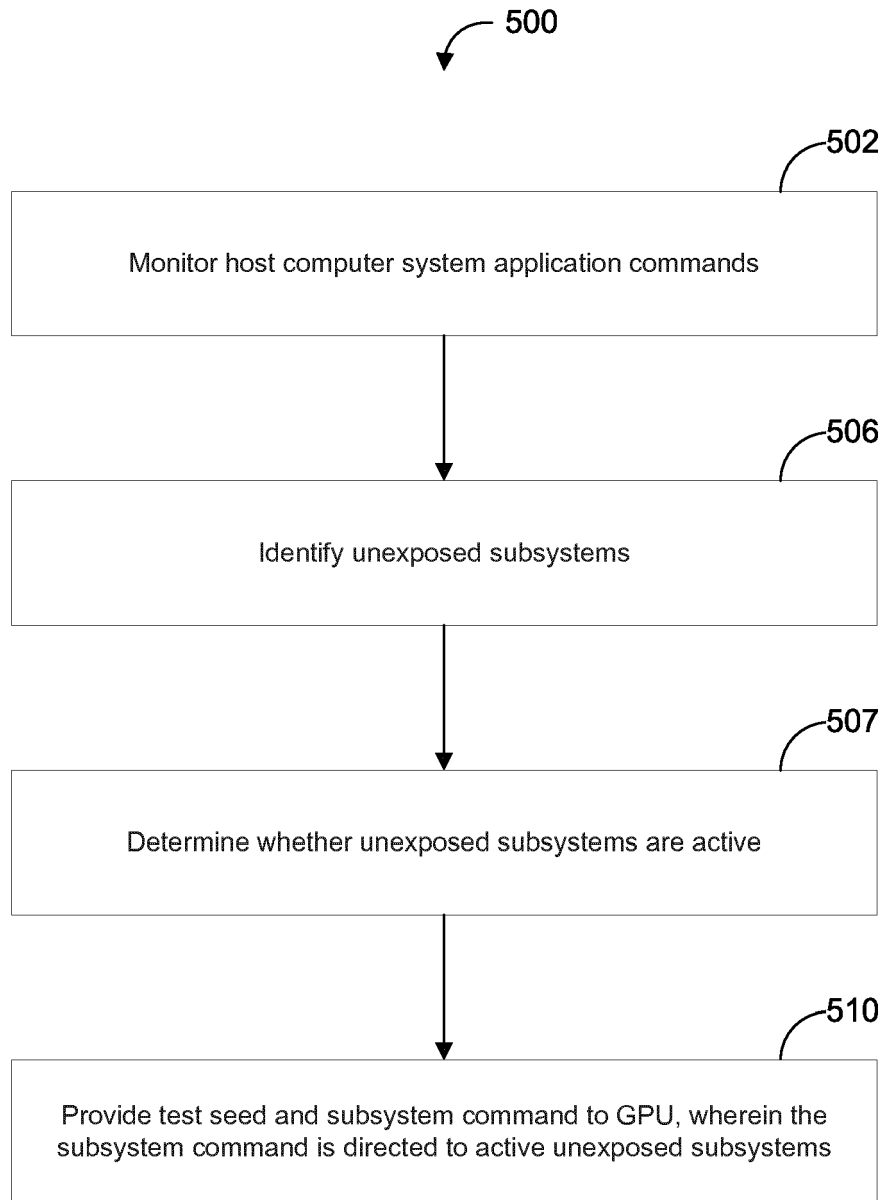 500
502
Monitor host computer system application commands
506
Identify unexposed subsystems
507
Determine whether unexposed subsystems are active
510
Provide test seed and subsystem command to GPU, wherein the
subsystem command is directed to active unexposed subsystems